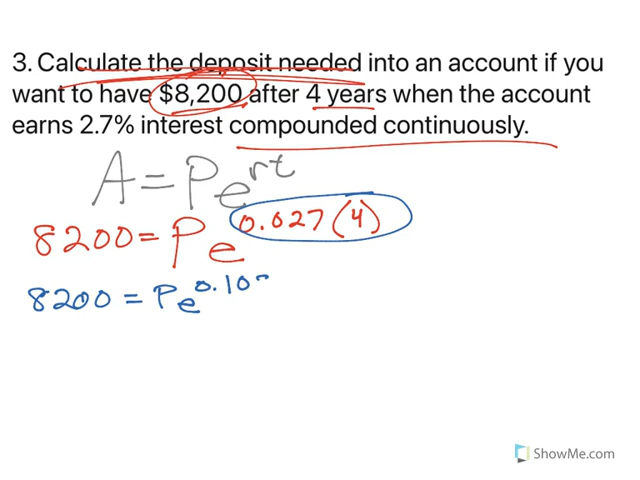 3. Calculate the deposit needed into an account if you
want to have $8,200 after 4 years when the account
earns 2.7% interest compounded continuously.
A = Pe^rt
8200 = Pe^0.027(4)
8200 = Pe^0.10
ShowMe.com